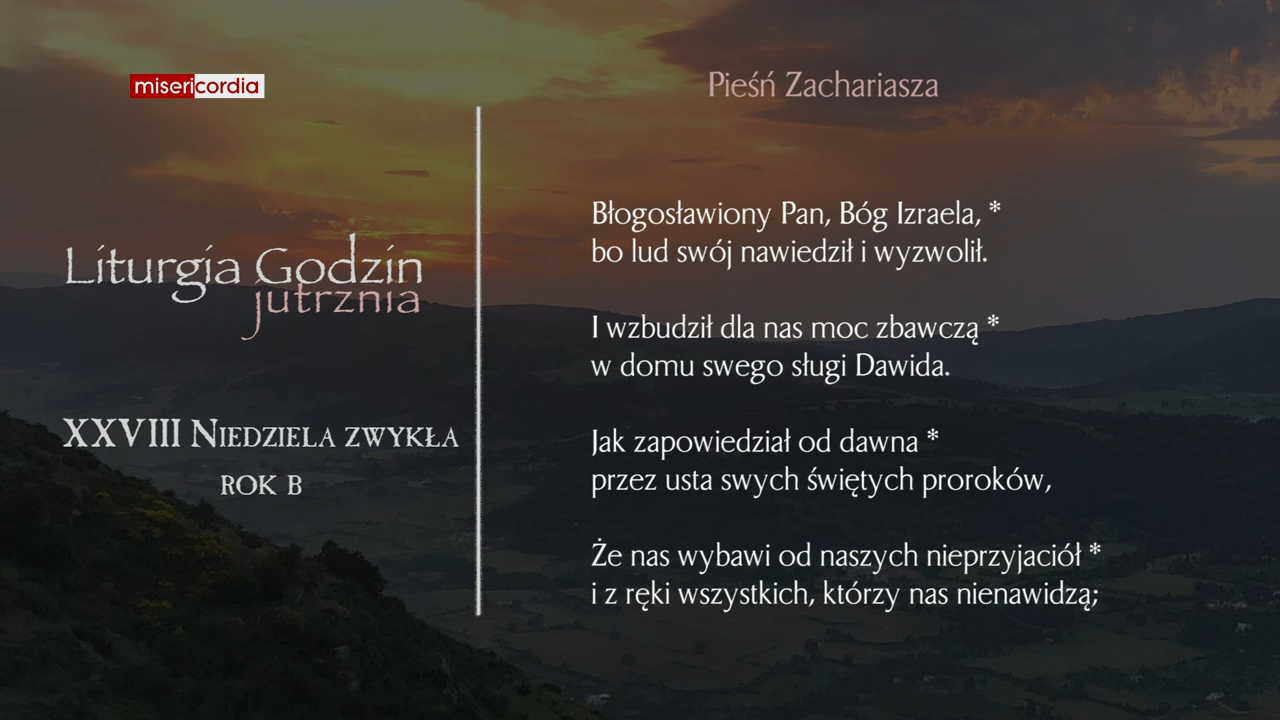 misericordia
Liturgia Godzin
jutrznia
XXVIII Niedziela zwykła
rok B
Pieśń Zachariasza
Błogosławiony Pan, Bóg Izraela, *
bo lud swój nawiedził i wyzwolił.
I wzbudził dla nas moc zbawczą *
w domu swego sługi Dawida.
Jak zapowiedział od dawna *
przez usta swych świętych proroków,
Że nas wybawi od naszych nieprzyjaciół *
i z ręki wszystkich, którzy nas nienawidzą;